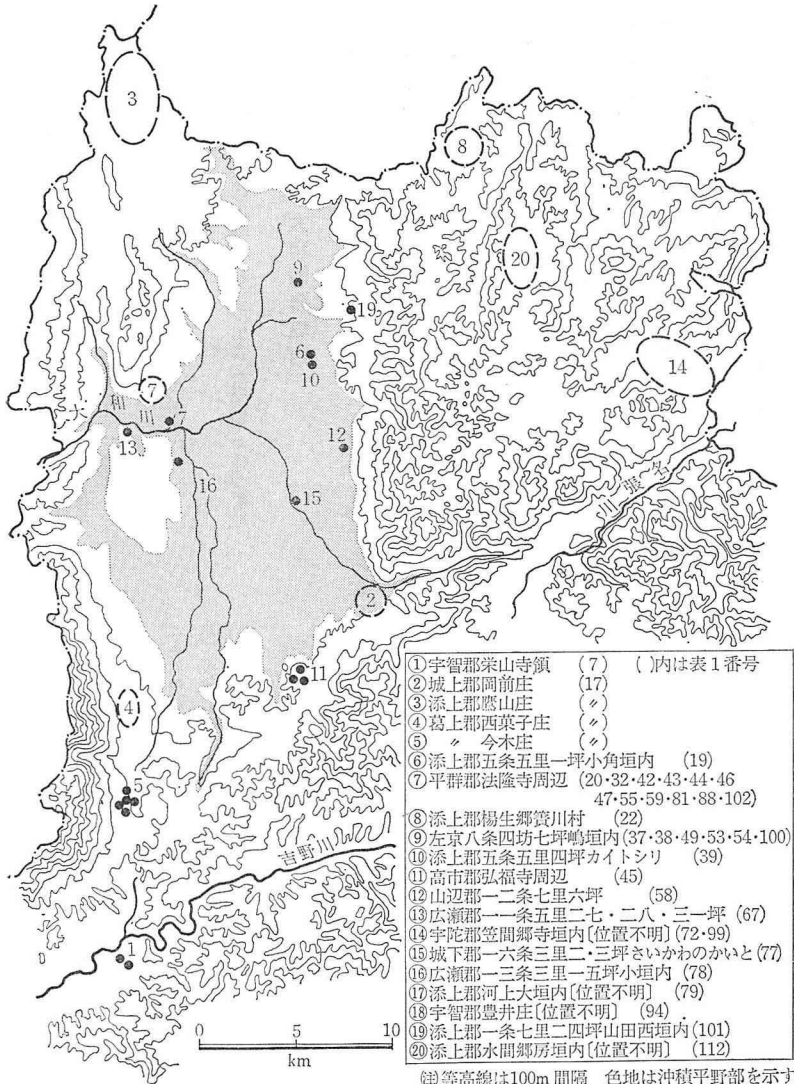 3
8
20
9
19
6
10
14
7
大和川
7
13
12
16
15
名張川
2
11
4
5
吉野川
1
0 5 10
km
①宇智郡栄山寺領 (7) ( )内は表1番号
②城上郡岡前庄 (17)
③添上郡鷹山庄 (〃)
④葛上郡西菓子庄 (〃)
⑤ 〃 今木庄 (〃)
⑥添上郡五条五里一坪小角垣内 (19)
⑦平群郡法隆寺周辺 (20・32・42・43・44・46
47・55・59・81・88・102)
⑧添上郡楊生郷簀川村 (22)
⑨左京八条四坊七坪嶋垣内(37・38・49・53・54・100)
⑩添上郡五条五里四坪カイトシリ (39)
⑪高市郡弘福寺周辺 (45)
⑫山辺郡一二条七里六坪 (58)
⑬広瀬郡一一条五里二七・二八・三一坪 (67)
⑭宇陀郡笠間郷寺垣内〔位置不明〕(72・99)
⑮城下郡一六条三里二・三坪さいかわのかいと(77)
⑯広瀬郡一三条三里一五坪小垣内 (78)
⑰添上郡河上大垣内〔位置不明〕 (79)
⑱宇智郡豊井庄〔位置不明〕 (94)
⑲添上郡一条七里二四坪山田西垣内(101)
⑳添上郡水間郷房垣内〔位置不明〕 (112)
(注)等高線は100m間隔 色地は沖積平野部を示す